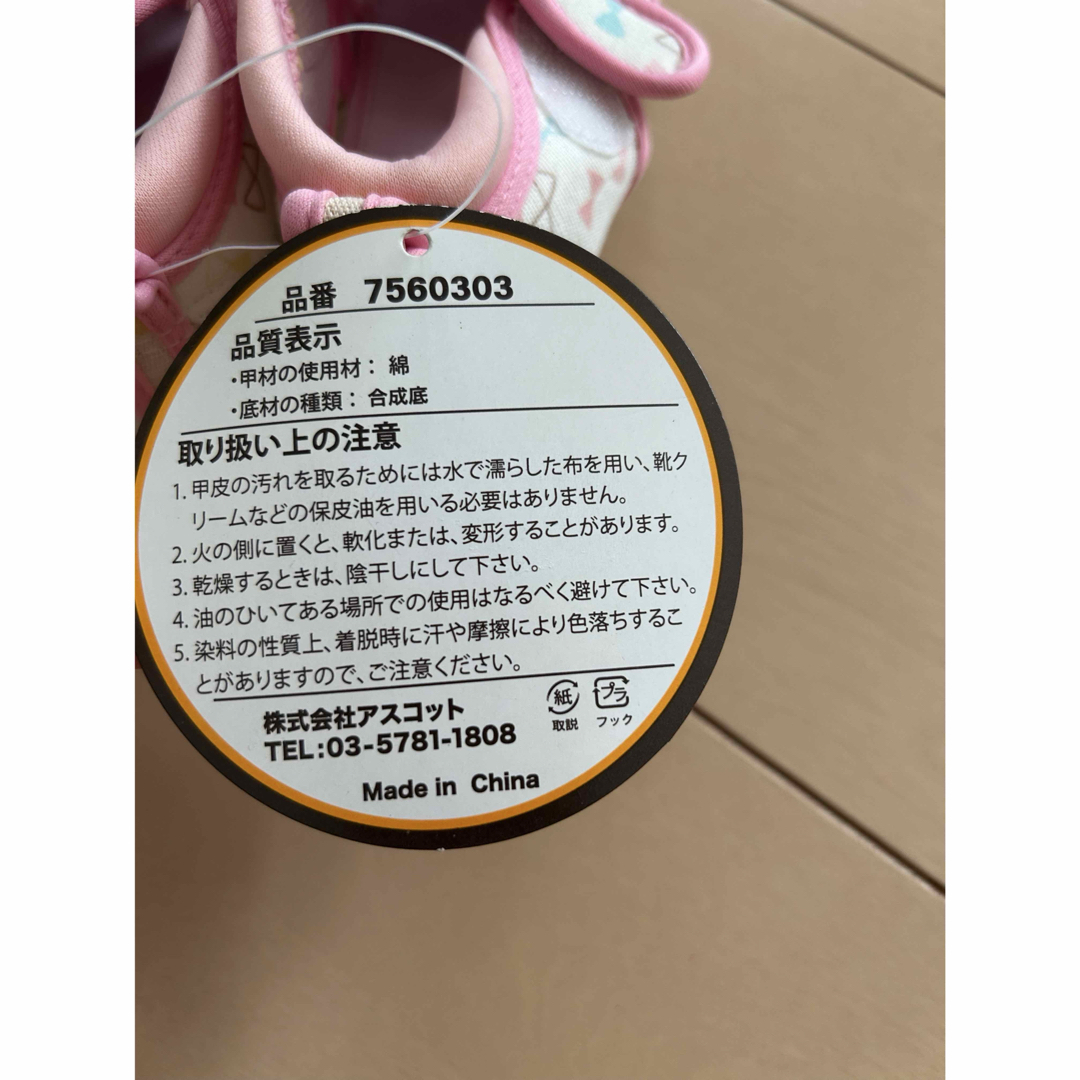 品番 7560303
品質表示
・甲材の使用材： 綿
・底材の種類： 合成底
取り扱い上の注意
1. 甲皮の汚れを取るためには水で濡らした布を用い、靴ク
リームなどの保皮油を用いる必要はありません。
2. 火の側に置くと、軟化または、変形することがあります。
3. 乾燥するときは、陰干しにして下さい。
4. 油のひいてある場所での使用はなるべく避けて下さい。
5. 染料の性質上、着脱時に汗や摩擦により色落ちするこ
とがありますので、ご注意ください。
株式会社アスコット
TEL:03-5781-1808
紙 プラ
取説 フック
Made in China